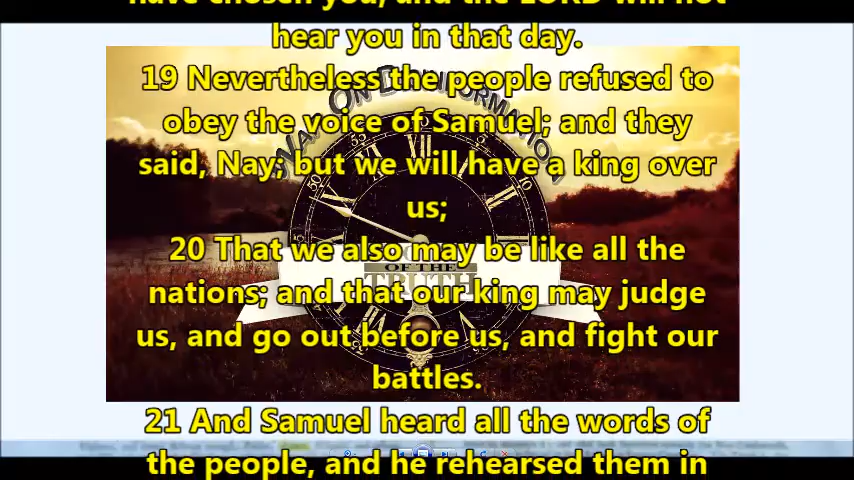 have chosen you, and the LORD will not
hear you in that day.
19 Nevertheless the people refused to
obey the voice of Samuel; and they
said, Nay; but we will have a king over
us;
20 That we also may be like all the
nations; and that our king may judge
us, and go out before us, and fight our
battles.
21 And Samuel heard all the words of
the people, and he rehearsed them in
OF THE
TRUTH